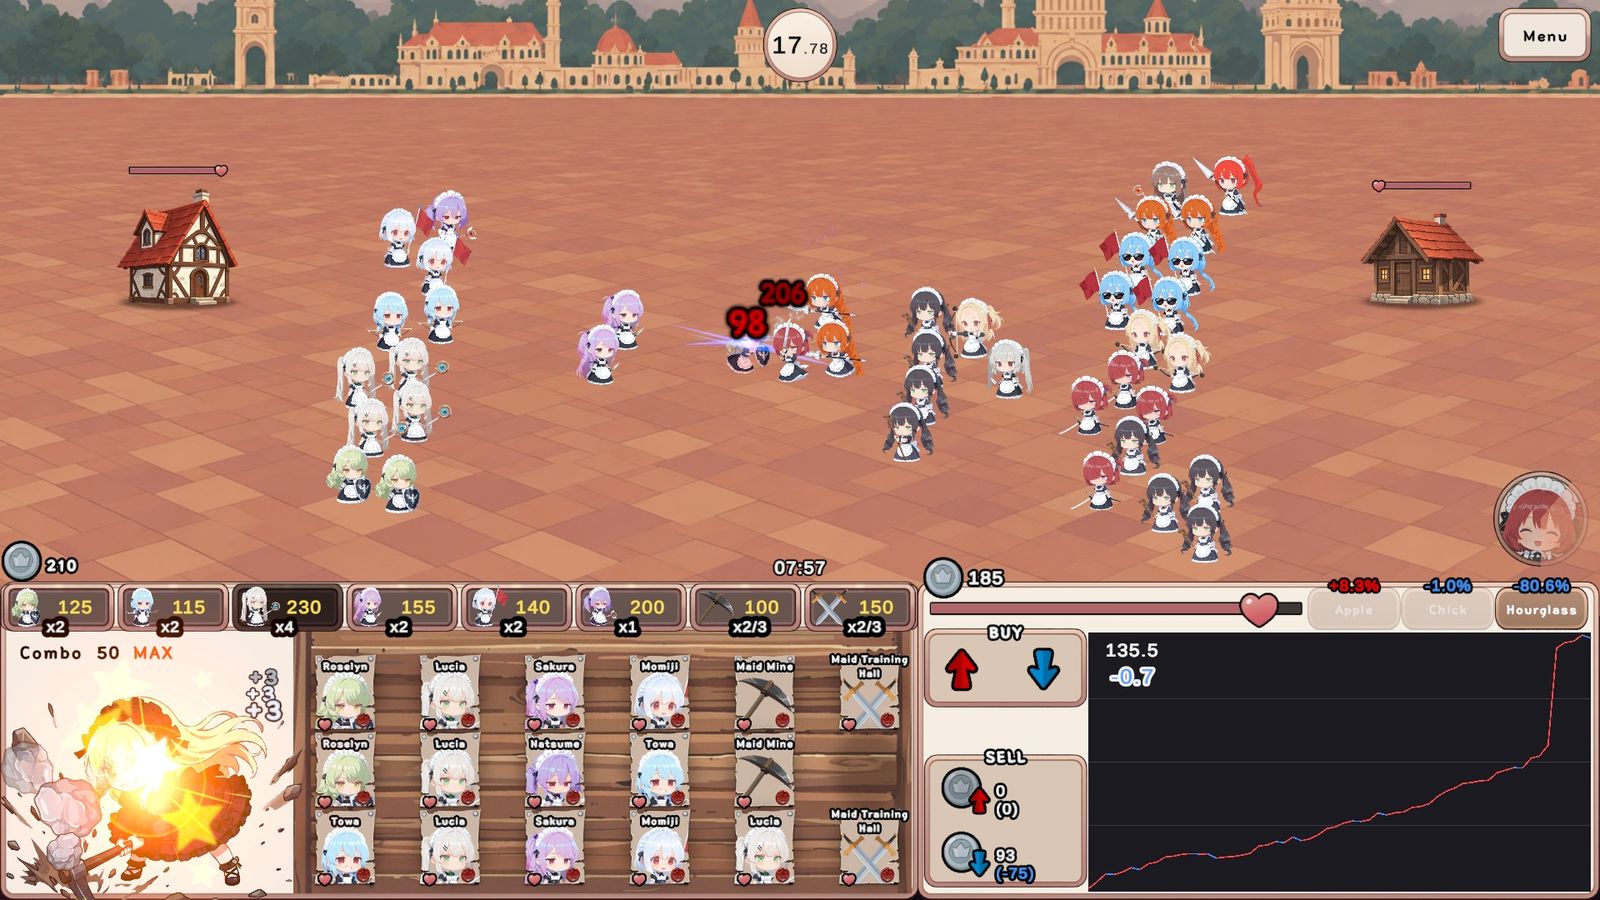 17.78
Menu
206
98
210
07:57
185
+8.3%
-1.0%
-80.6%
125
115
230
155
140
200
100
150
x2
x2
x4
x2
x2
x1
x2/3
x2/3
Apple
Chick
Hourglass
Combo 50 MAX
+3
+3
+3
Roselyn
Lucia
Sakura
Momiji
Maid Mine
Maid Training Hall
Roselyn
Lucia
Natsume
Towa
Maid Mine
Towa
Lucia
Sakura
Momiji
Lucia
Maid Training Hall
BUY
135.5
-0.7
SELL
0
(0)
93
(-75)